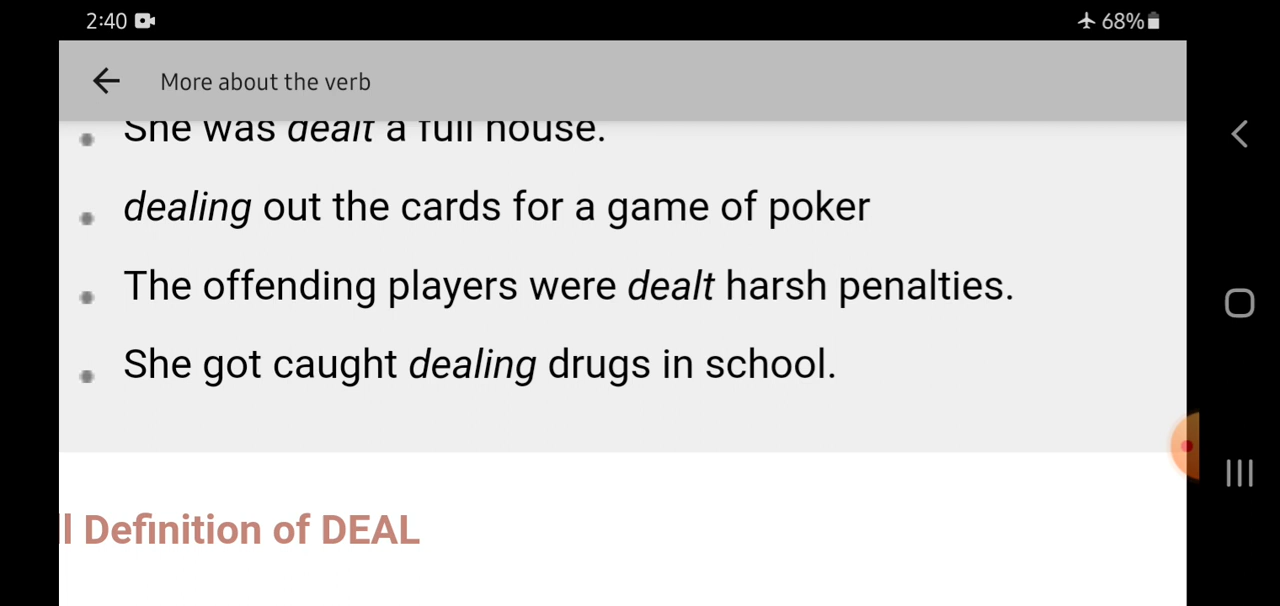 2:40
68%
More about the verb
She was dealt a full house.
dealing out the cards for a game of poker
The offending players were dealt harsh penalties.
She got caught dealing drugs in school.
l Definition of DEAL